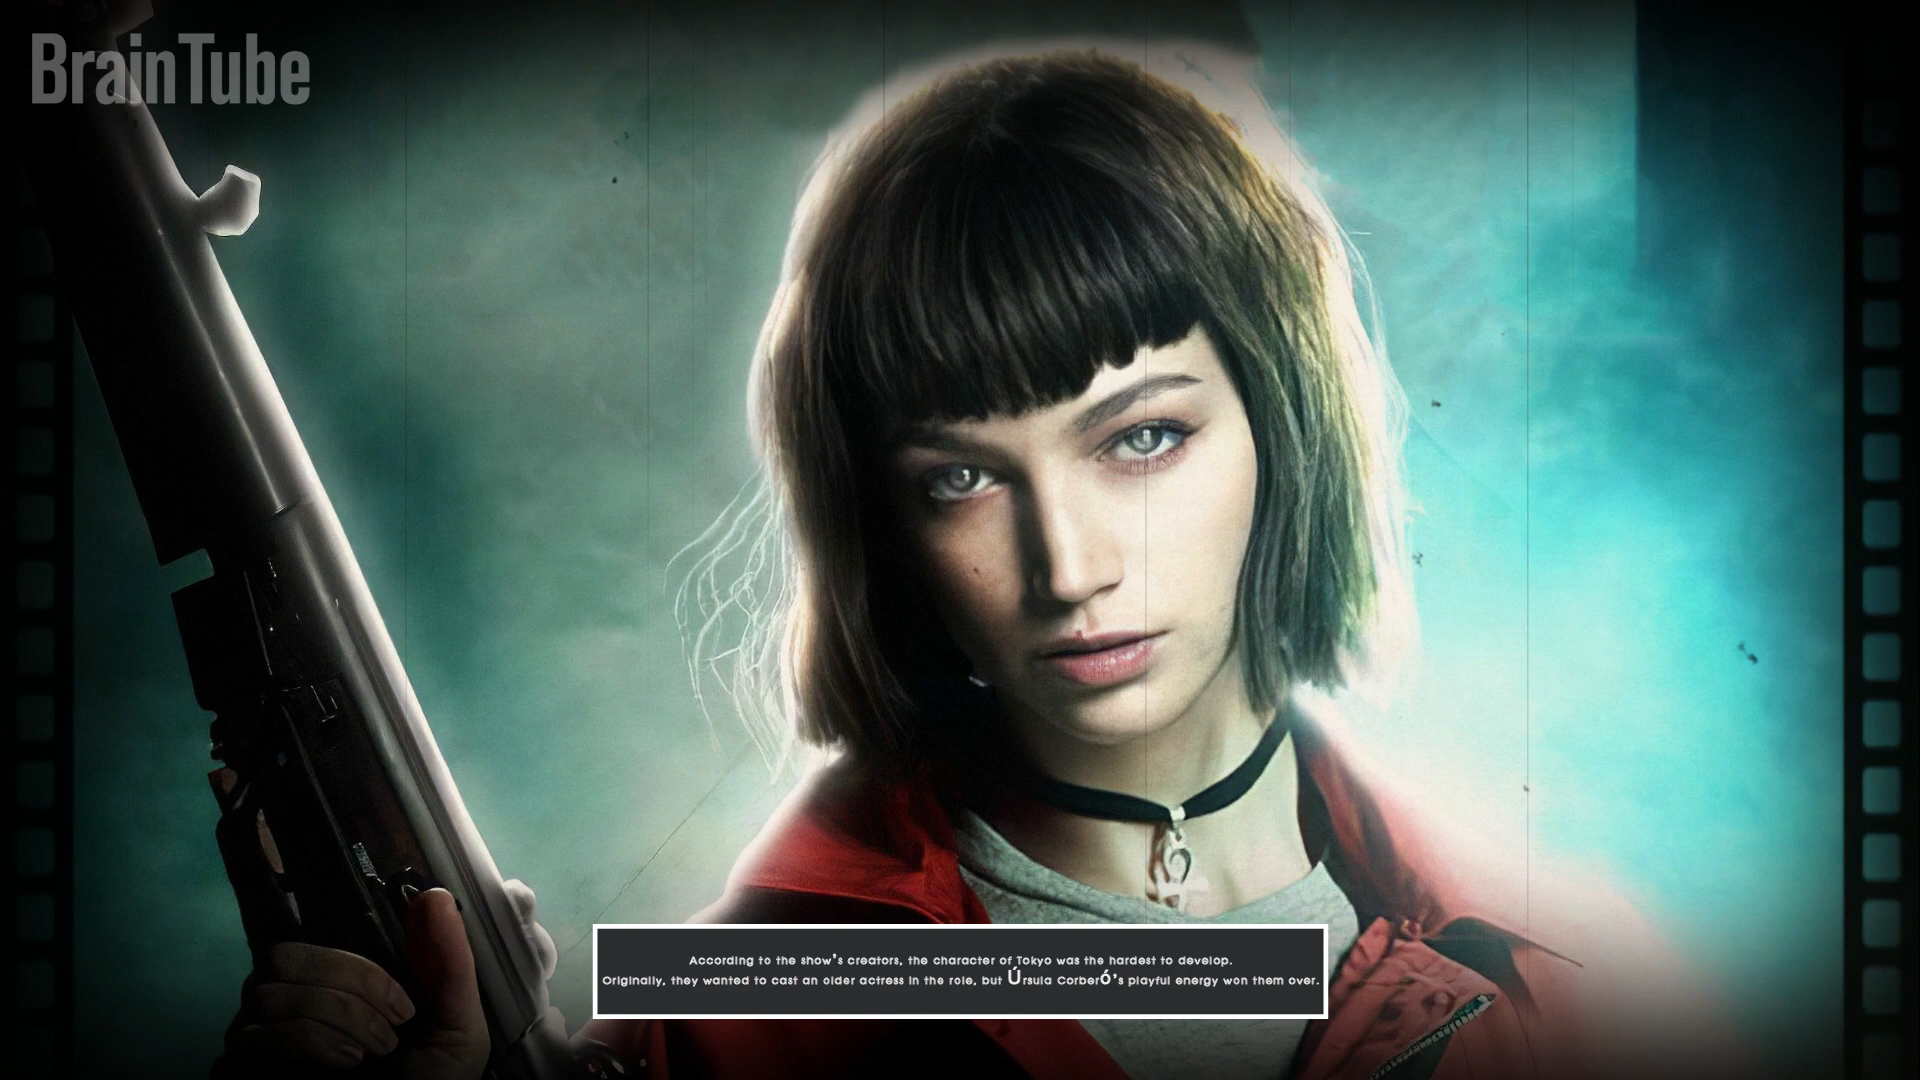 BrainTube
According to the show's creators, the character of Tokyo was the hardest to develop.
Originally, they wanted to cast an older actress in the role, but Úrsula Corberó's playful energy won them over.